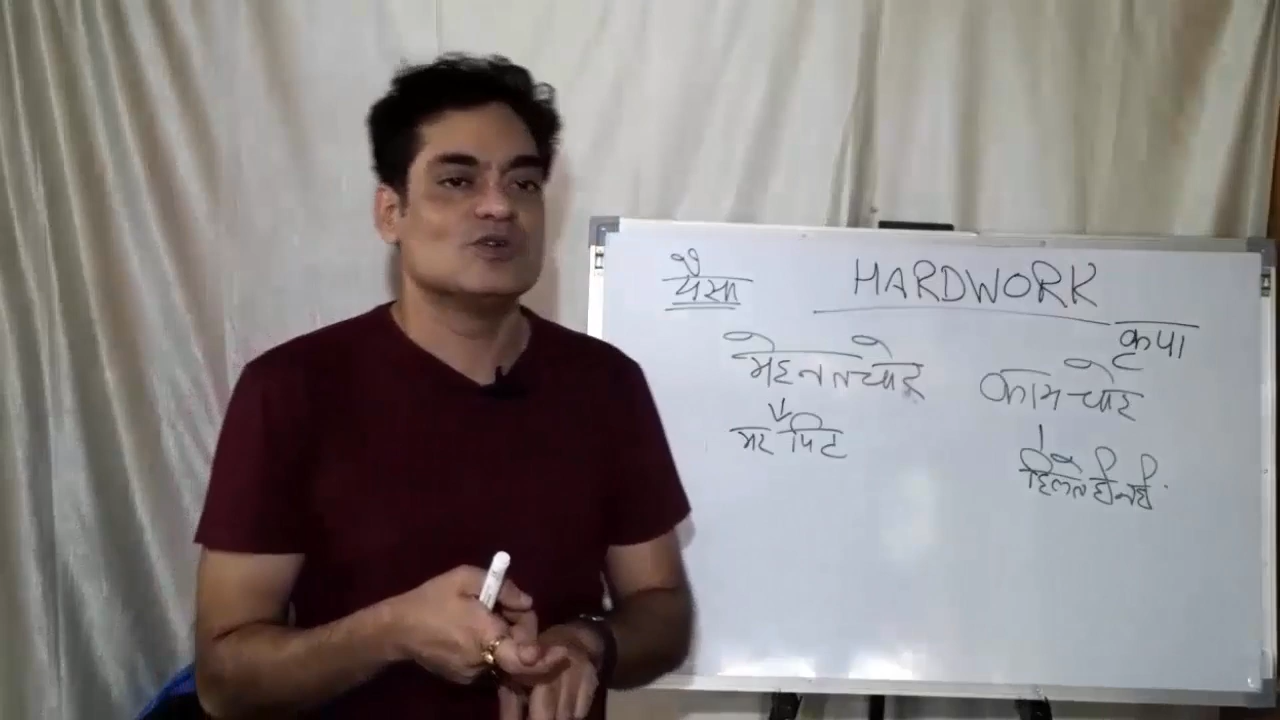 पैसा
HARDWORK
कृपा
मेहनतचोर
कामचोर
मर पिट
हिलते ही नहीं